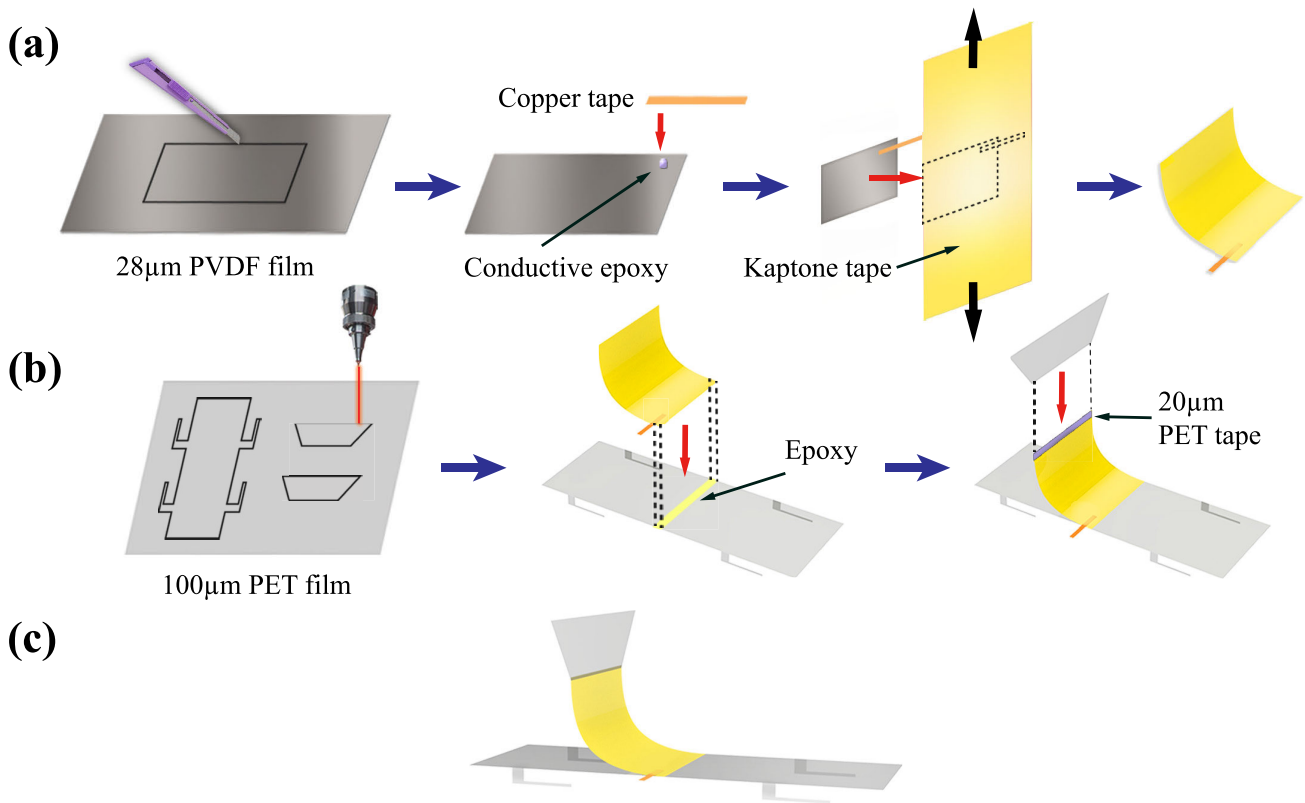 (a)
Copper tape
28µm PVDF film
Conductive epoxy
Kaptone tape
(b)
20µm
PET tape
Epoxy
100µm PET film
(c)